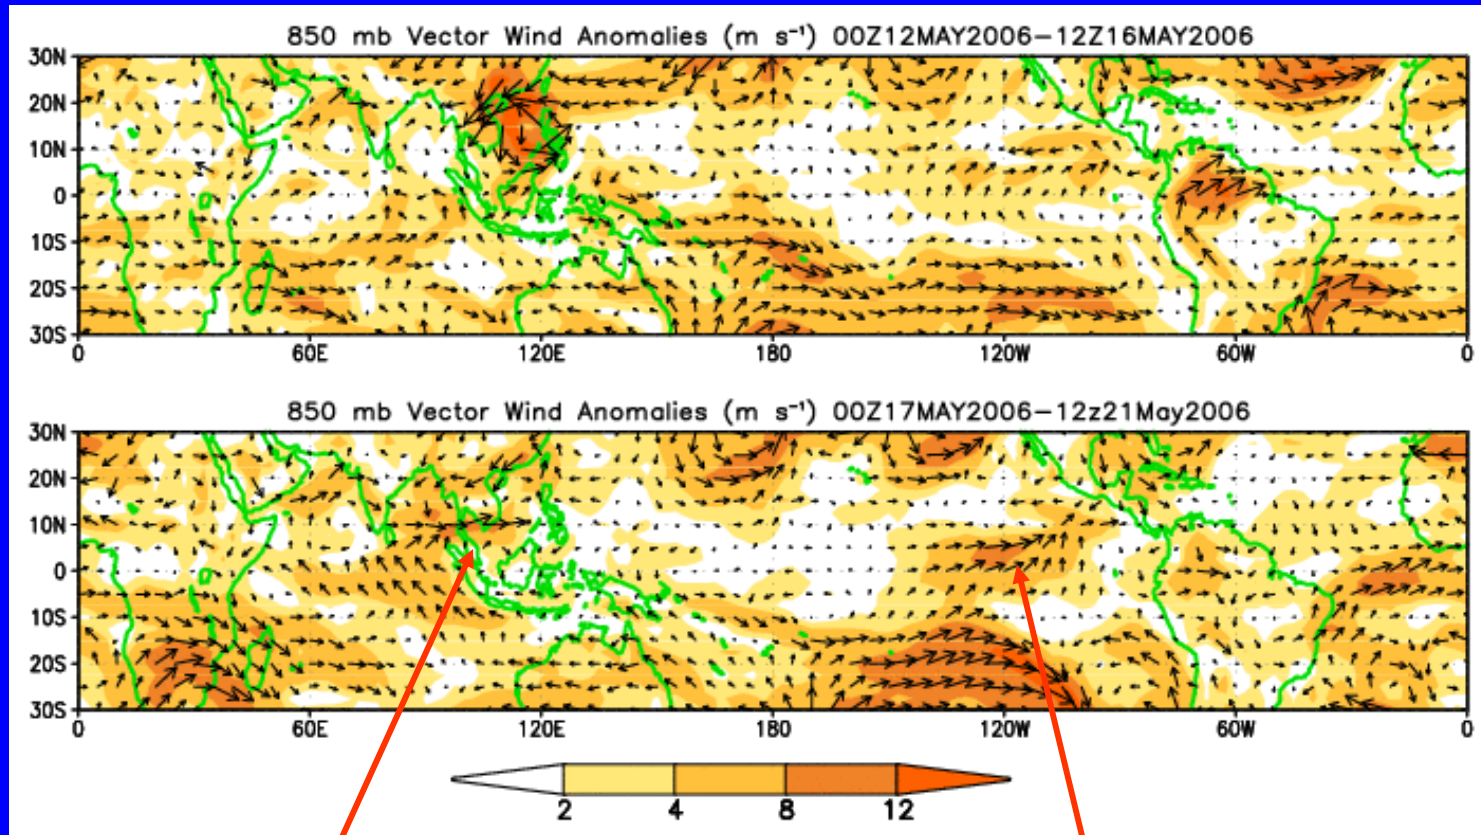 850 mb Vector Wind Anomalies (m s⁻¹) 00Z12MAY2006–12Z16MAY2006
30N
20N
10N
0
10S
20S
30S
0 60E 120E 180 120W 60W 0
850 mb Vector Wind Anomalies (m s⁻¹) 00Z17MAY2006–12z21May2006
30N
20N
10N
0
10S
20S
30S
0 60E 120E 180 120W 60W 0
2 4 8 12